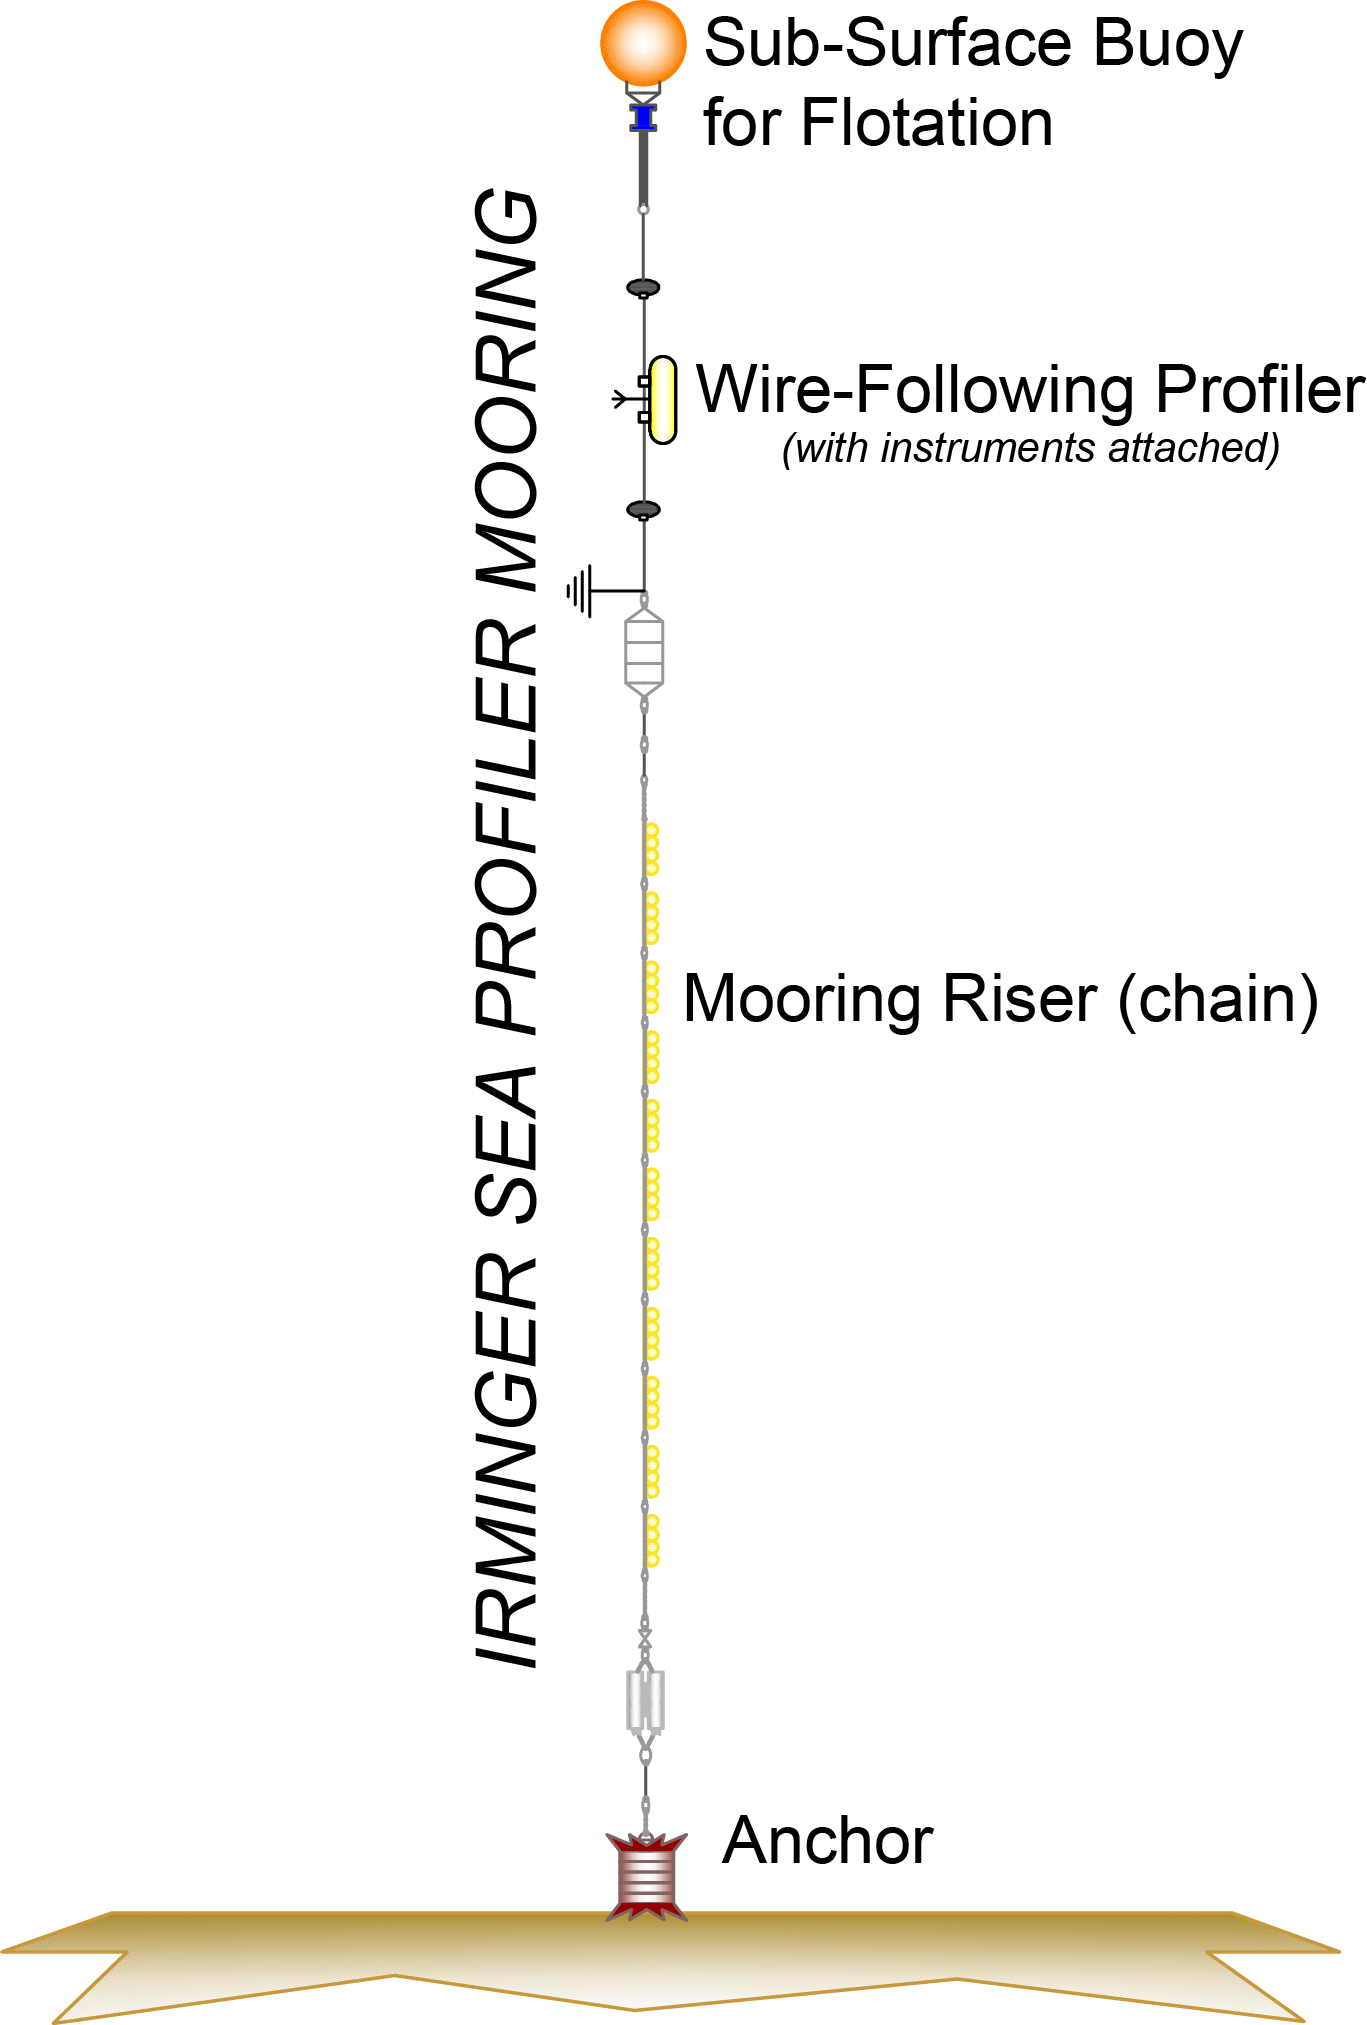 Sub-Surface Buoy
for Flotation
IRMINGER SEA PROFILER MOORING
Wire-Following Profiler
(with instruments attached)
Mooring Riser (chain)
Anchor